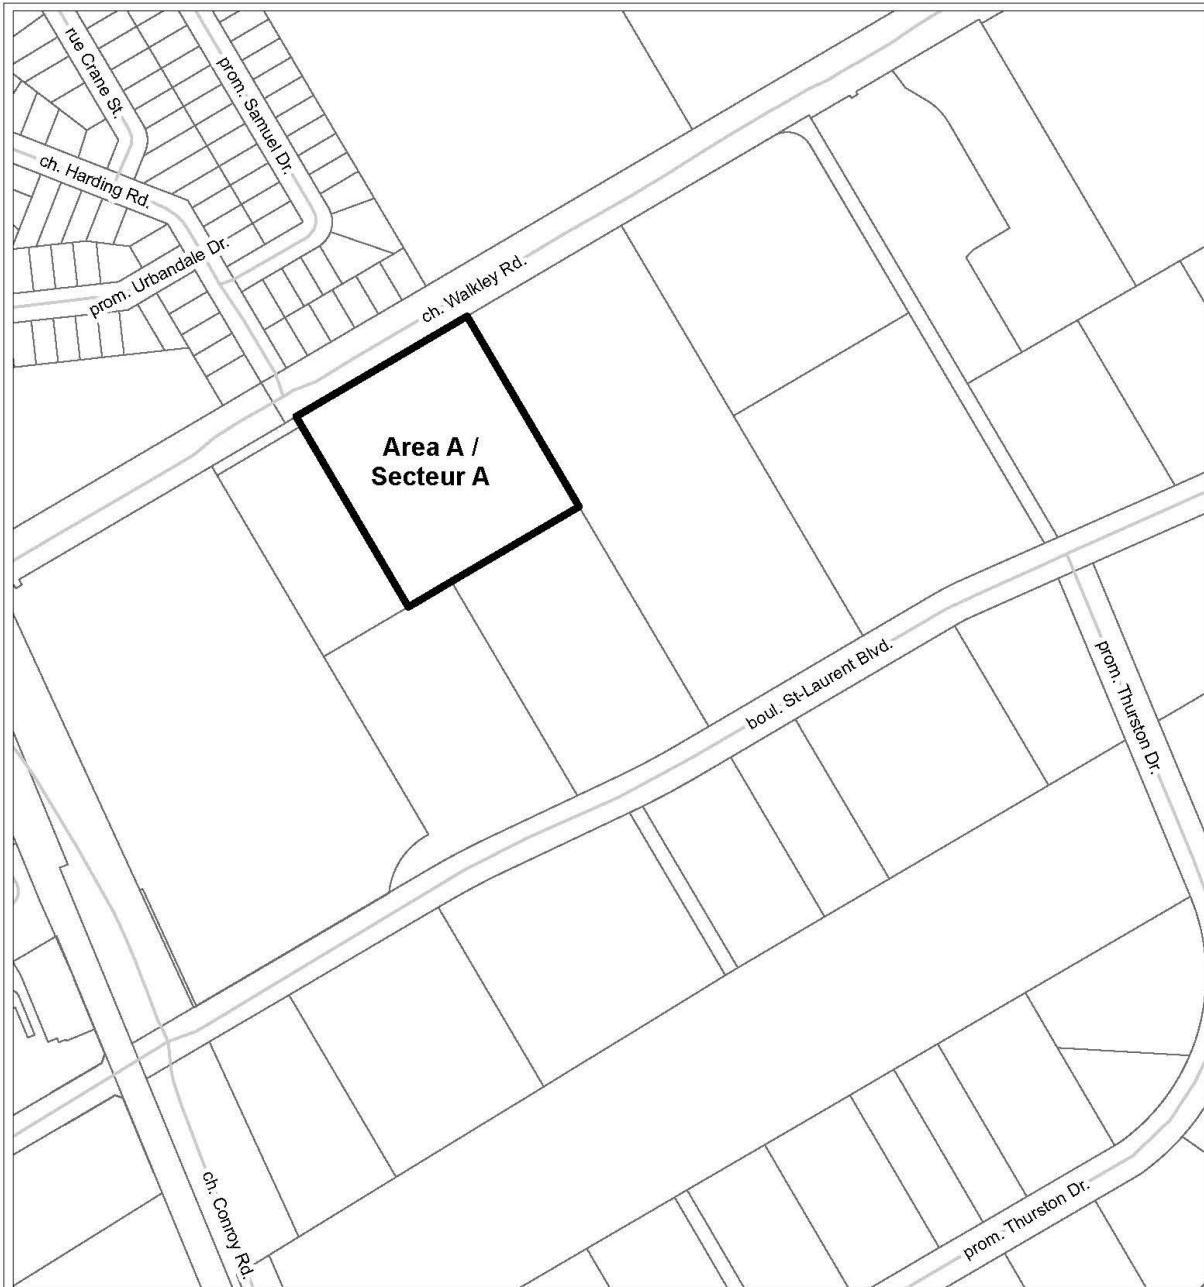 rue Crane St.
prom. Samuel Dr.
ch. Harding Rd.
prom. Urbandale Dr.
ch. Walkley Rd.
Area A /
Secteur A
boul. St-Laurent Blvd.
prom. Thurston Dr.
ch. Conroy Rd.
prom. Thurston Dr.